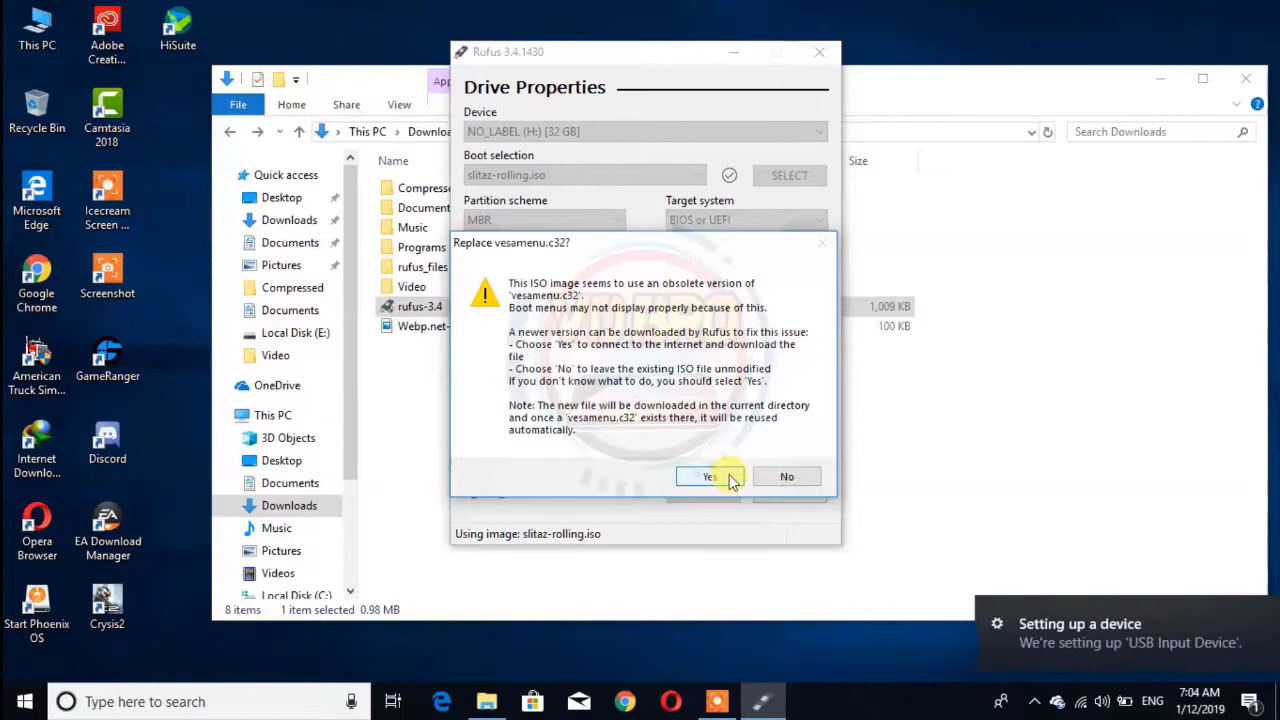 This PC
Adobe
Creati...
HiSuite
Recycle Bin
Camtasia
2018
Microsoft
Edge
Icecream
Screen ...
Google
Chrome
Screenshot
American
Truck Sim...
GameRanger
Internet
Downlo...
Discord
Opera
Browser
EA Download
Manager
Start Phoenix
OS
Crysis2
File
Home
Share
View
This PC
Search Downloads
Quick access
Desktop
Downloads
Documents
Pictures
Compressed
Documents
Local Disk (E:)
Video
OneDrive
This PC
3D Objects
Desktop
Documents
Downloads
Music
Pictures
Videos
Local Disk (C:)
Name
Size
Music
Programs
rufus_files
Video
rufus-3.4
1,009 KB
100 KB
8 items
1 item selected 0.98 MB
Rufus 3.4.1430
Drive Properties
Device
NO_LABEL (H:) [32 GB]
Boot selection
slitaz-rolling.iso
SELECT
Partition scheme
Target system
MBR
BIOS or UEFI
Replace vesamenu.c32?
This ISO image seems to use an obsolete version of
'vesamenu.c32'.
Boot menus may not display properly because of this.
A newer version can be downloaded by Rufus to fix this issue:
- Choose 'Yes' to connect to the internet and download the
file
- Choose 'No' to leave the existing ISO file unmodified
If you don't know what to do, you should select 'Yes'.
Note: The new file will be downloaded in the current directory
and once a 'vesamenu.c32' exists there, it will be reused
automatically.
Yes
No
Using image: slitaz-rolling.iso
Setting up a device
We're setting up 'USB Input Device'.
Type here to search
ENG
7:04 AM
1/12/2019
1